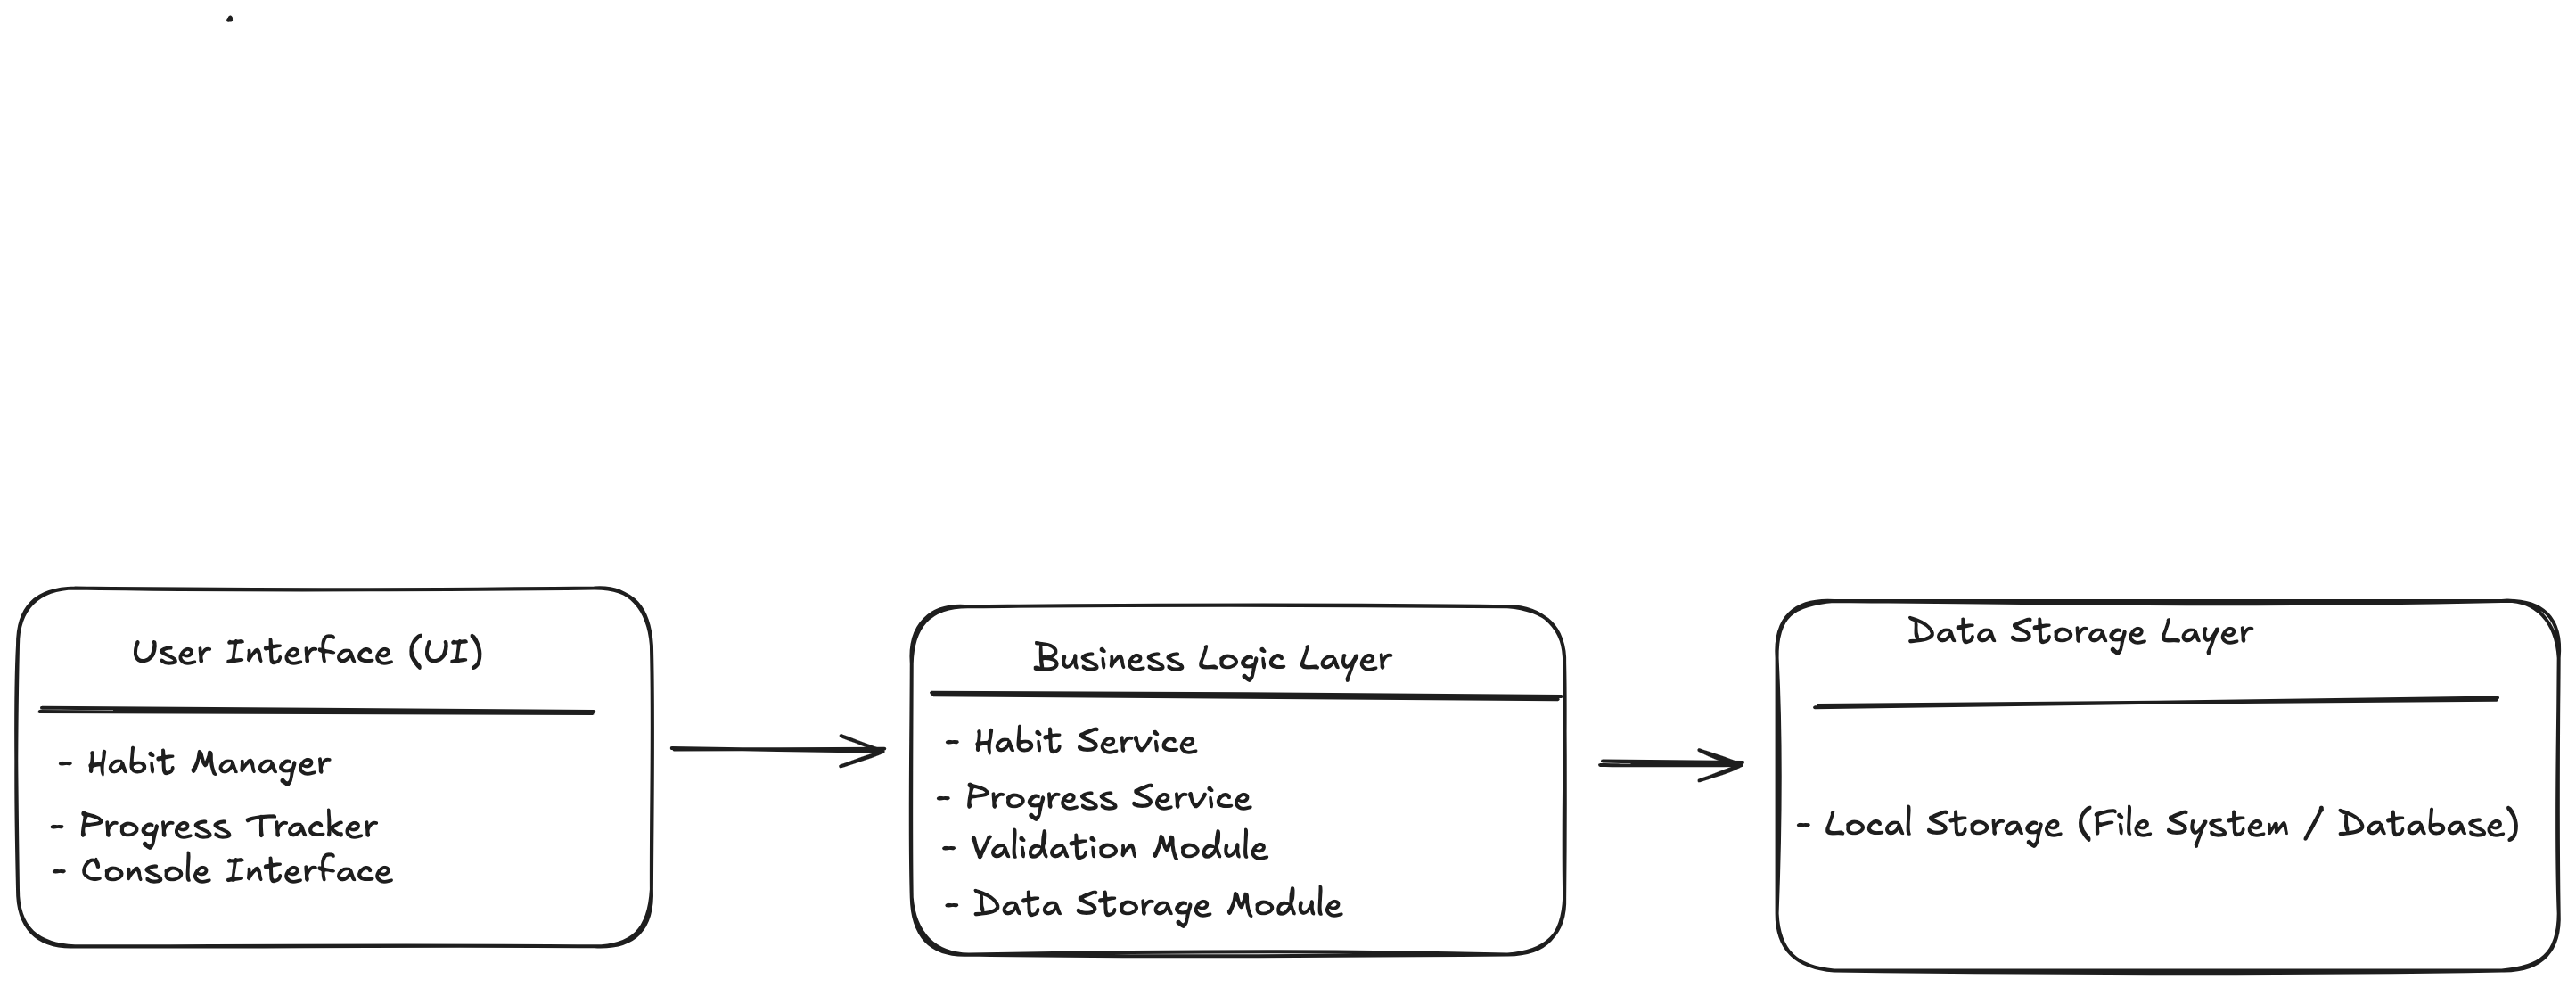 User Interface (UI)
- Habit Manager
- Progress Tracker
- Console Interface
Business Logic Layer
- Habit Service
- Progress Service
- Validation Module
- Data Storage Module
Data Storage Layer
- Local Storage (File System / Database)